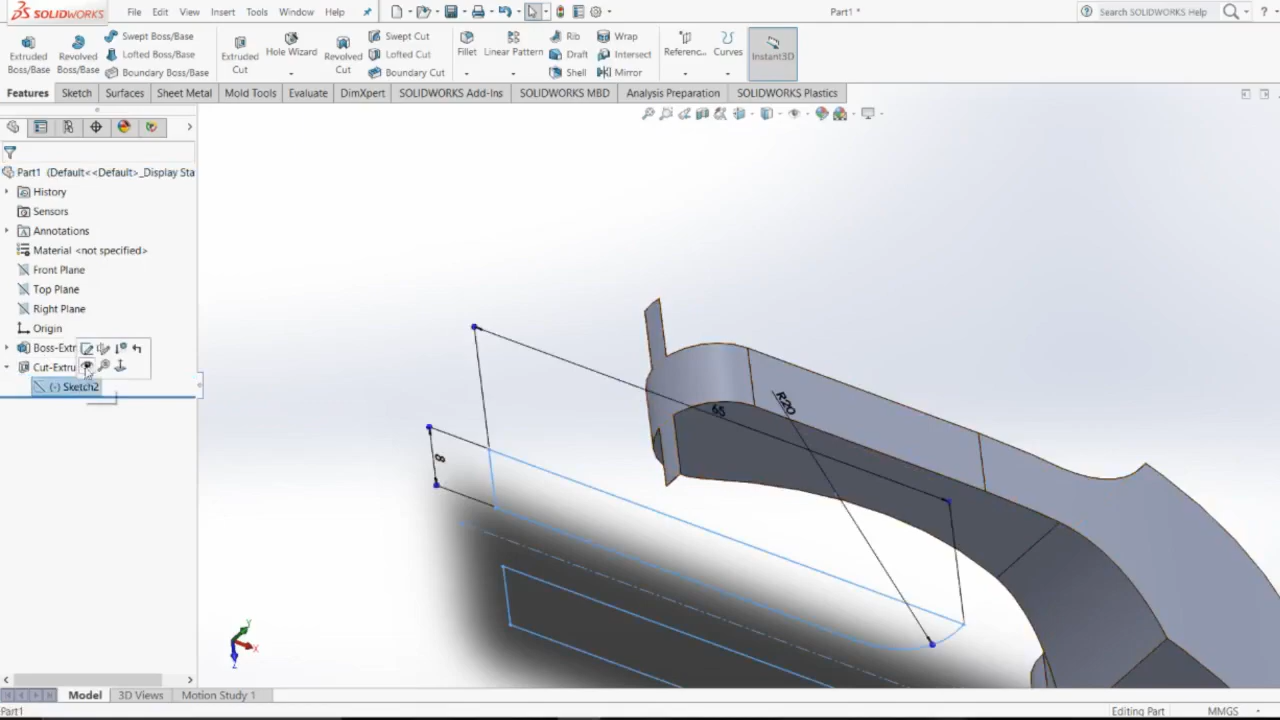 SOLIDWORKS File Edit View Insert Tools Window Help Part1 * Search SOLIDWORKS Help ?
Extruded Boss/Base
Revolved Boss/Base
Swept Boss/Base
Lofted Boss/Base
Boundary Boss/Base
Extruded Cut
Hole Wizard
Revolved Cut
Swept Cut
Lofted Cut
Boundary Cut
Fillet
Linear Pattern
Rib
Draft
Shell
Wrap
Intersect
Mirror
Referenc...
Curves
Instant3D
Features Sketch Surfaces Sheet Metal Mold Tools Evaluate DimXpert SOLIDWORKS Add-Ins SOLIDWORKS MBD Analysis Preparation SOLIDWORKS Plastics
Part1 (Default<<Default>_Display Sta
History
Sensors
Annotations
Material <not specified>
Front Plane
Top Plane
Right Plane
Origin
Boss-Extr
Cut-Extru
(-) Sketch2
65
R20
8
Y
X
Z
Model 3D Views Motion Study 1
Part1 Editing Part MMGS